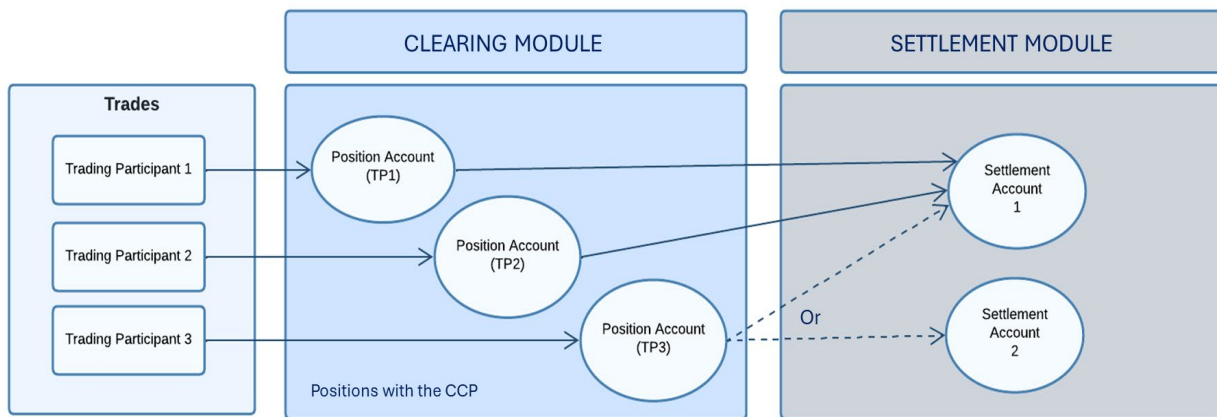 CLEARING MODULE
SETTLEMENT MODULE
Trades
Trading Participant 1
Position Account
(TP1)
Settlement
Account
1
Trading Participant 2
Position Account
(TP2)
Trading Participant 3
Position Account
(TP3)
Or
Settlement
Account
2
Positions with the CCP